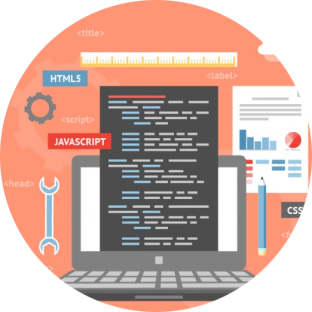 <title>
HTML5
<label>
<script>
JAVASCRIPT
<head>
CSS